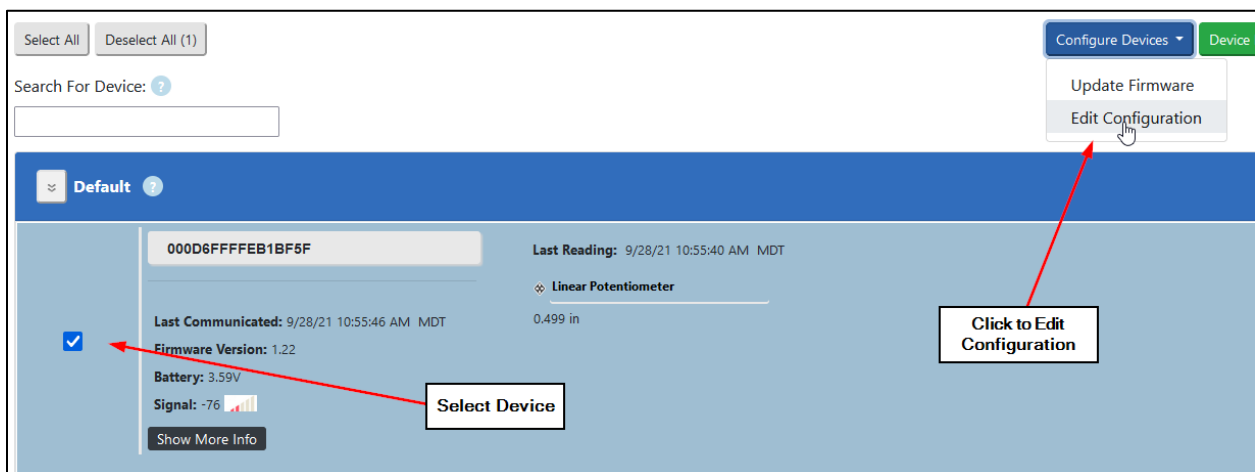 Select All
Deselect All (1)
Configure Devices
Device
Search For Device: ?
Update Firmware
Edit Configuration
Default ?
000D6FFFFEB1BF5F
Last Reading: 9/28/21 10:55:40 AM MDT
Linear Potentiometer
Last Communicated: 9/28/21 10:55:46 AM MDT
0.499 in
Firmware Version: 1.22
Battery: 3.59V
Signal: -76
Show More Info
Select Device
Click to Edit
Configuration